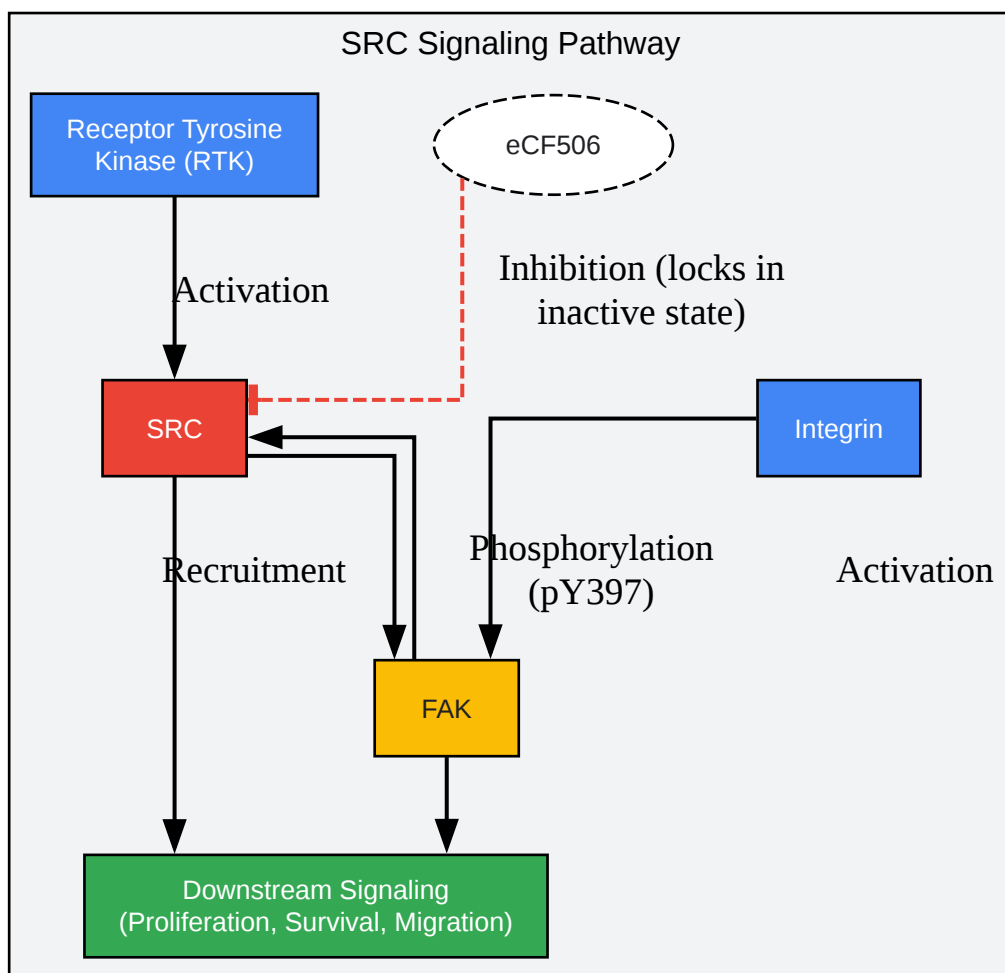 SRC Signaling Pathway
Receptor Tyrosine
Kinase (RTK)
eCF506
Activation
Inhibition (locks in
inactive state)
SRC
Integrin
Recruitment
Phosphorylation
(pY397)
Activation
FAK
Downstream Signaling
(Proliferation, Survival, Migration)